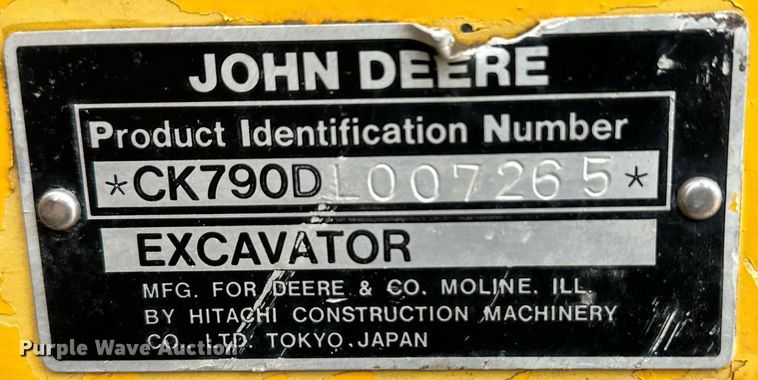 JOHN DEERE
Product Identification Number
*CK790DL007265*
EXCAVATOR
MFG. FOR DEERE & CO. MOLINE, ILL.
BY HITACHI CONSTRUCTION MACHINERY
CO., LTD. TOKYO, JAPAN
Purple Wave Auction